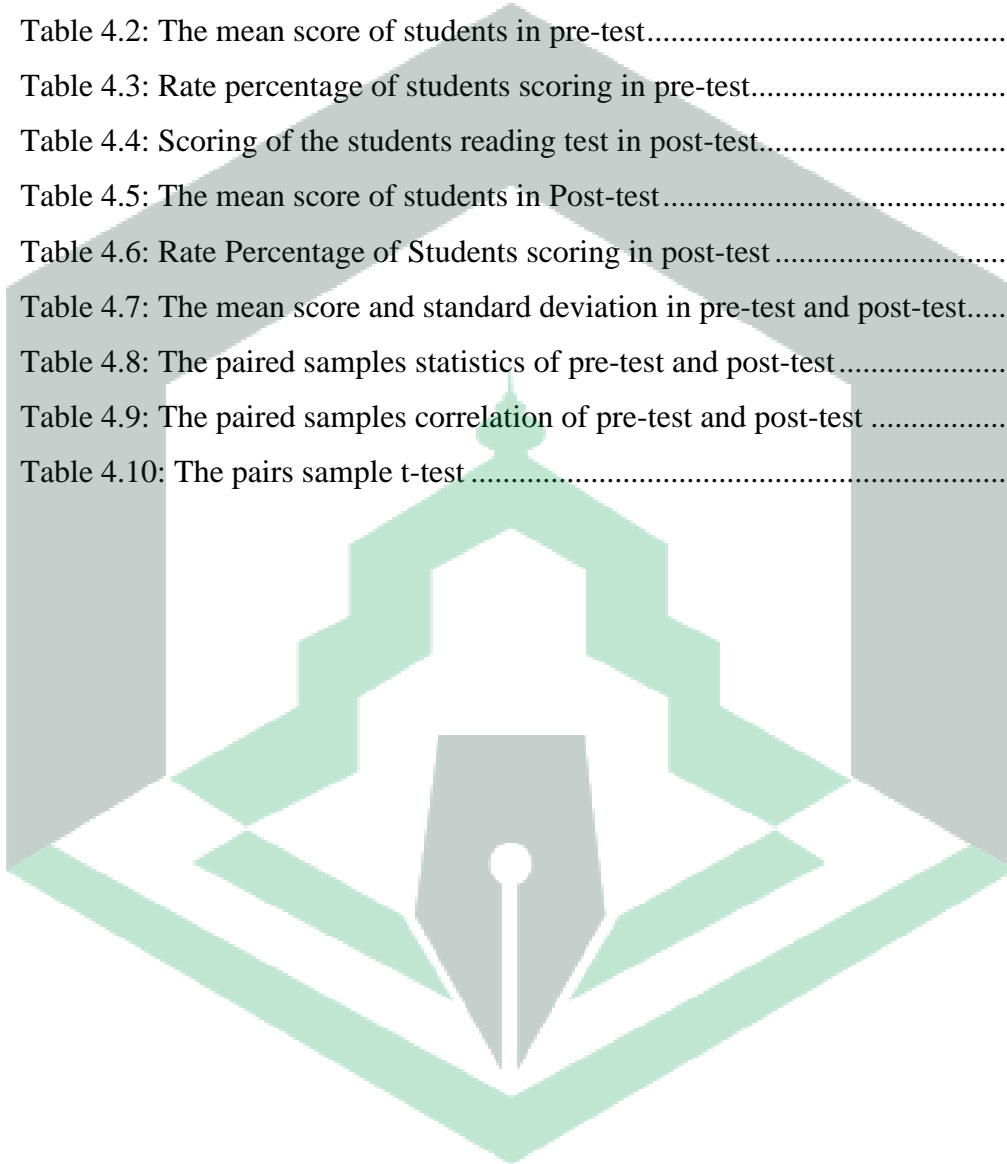 Table 4.2: The mean score of students in pre-test............................................
Table 4.3: Rate percentage of students scoring in pre-test...............................
Table 4.4: Scoring of the students reading test in post-test..............................
Table 4.5: The mean score of students in Post-test..........................................
Table 4.6: Rate Percentage of Students scoring in post-test............................
Table 4.7: The mean score and standard deviation in pre-test and post-test.....
Table 4.8: The paired samples statistics of pre-test and post-test.....................
Table 4.9: The paired samples correlation of pre-test and post-test.................
Table 4.10: The pairs sample t-test..................................................................